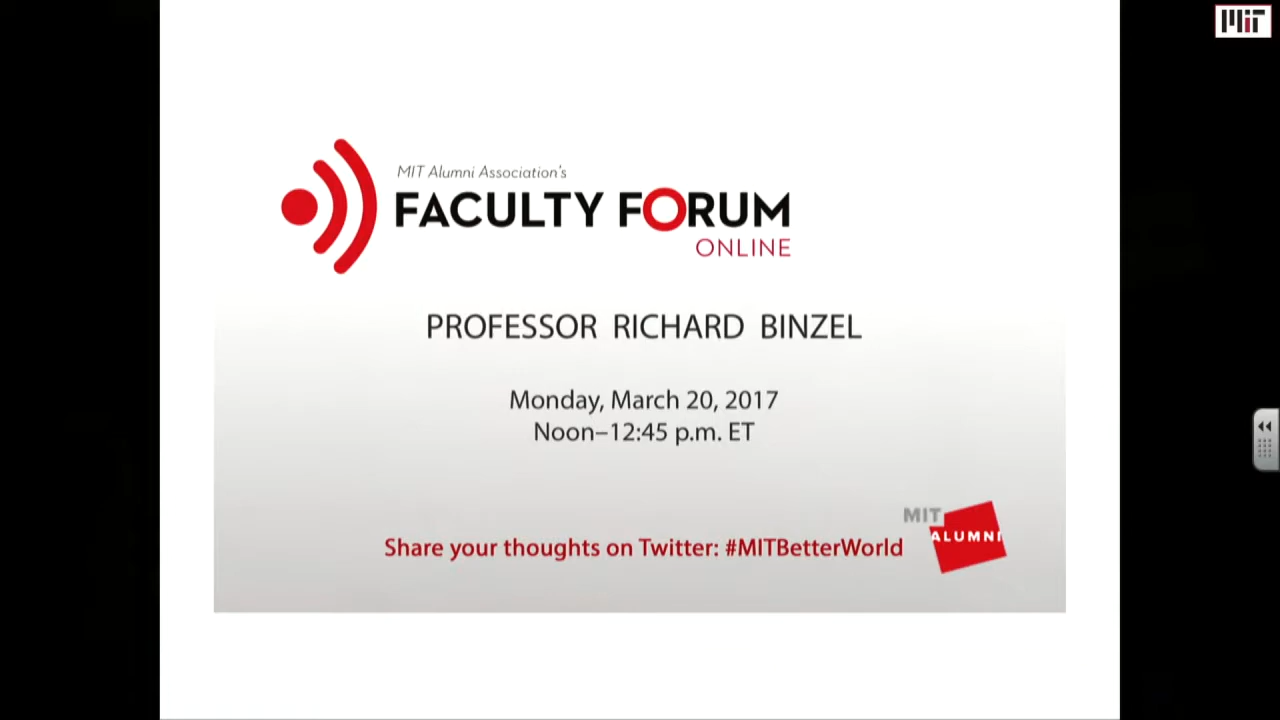 MIT
MIT Alumni Association's
FACULTY FORUM
ONLINE
PROFESSOR RICHARD BINZEL
Monday, March 20, 2017
Noon–12:45 p.m. ET
MIT
ALUMNI
Share your thoughts on Twitter: #MITBetterWorld